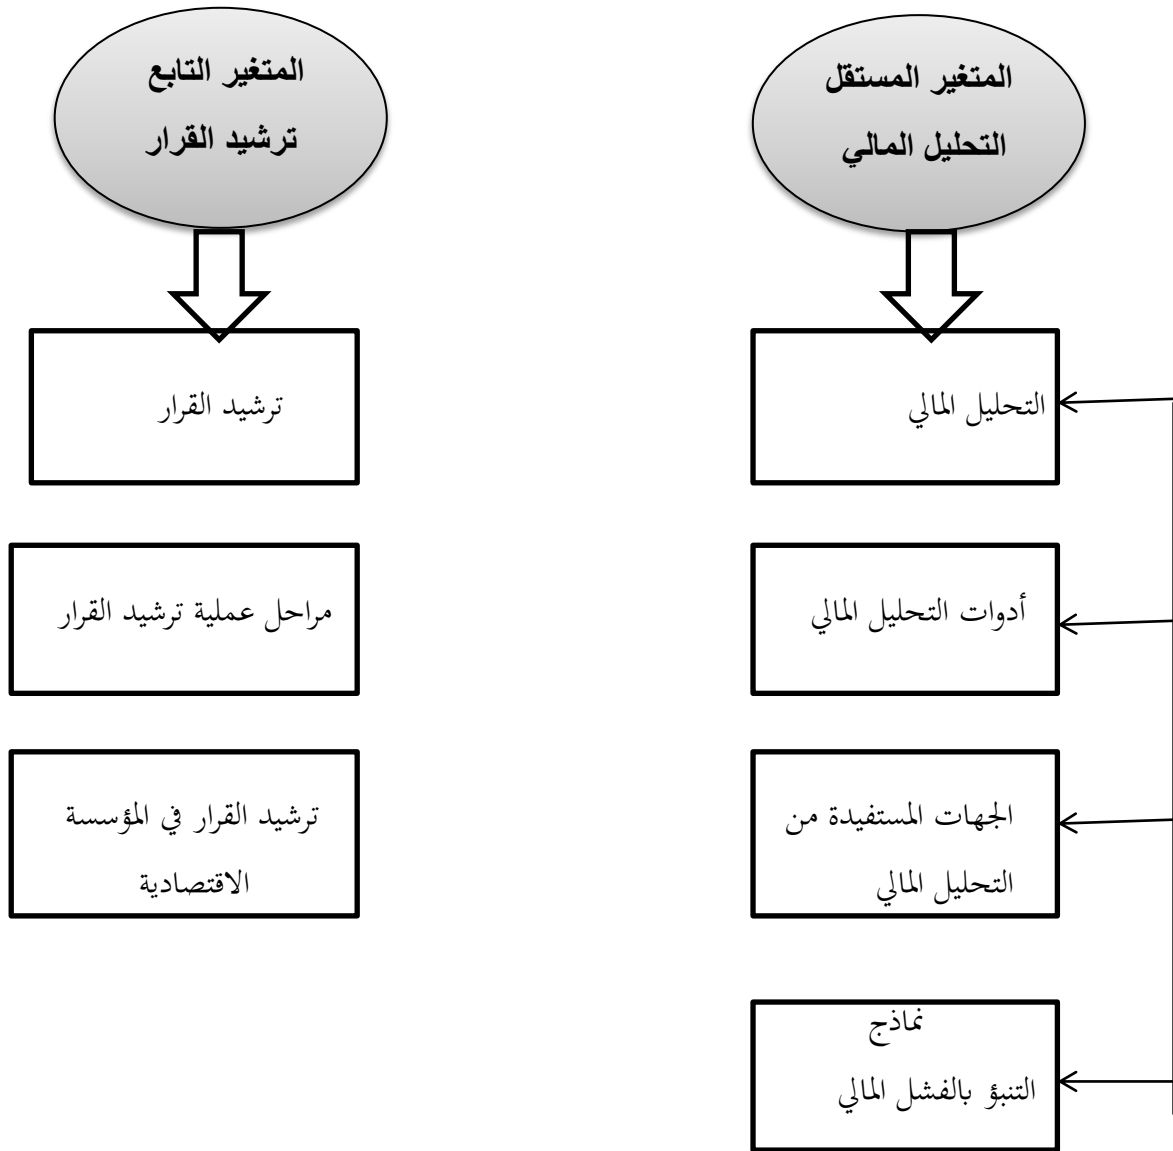 المتغير المستقل
التحليل المالي
المتغير التابع
ترشيد القرار
التحليل المالي
ترشيد القرار
أدوات التحليل المالي
مراحل عملية ترشيد القرار
الجهات المستفيدة من
التحليل المالي
ترشيد القرار في المؤسسة
الاقتصادية
نماذج
التنبؤ بالفشل المالي